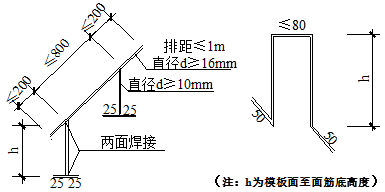 ≤200
≤800
≤200
排距≤1m
直径d≥16mm
直径d≥10mm
h
25 25
两面焊接
25 25
≤80
h
50
50
(注：h为模板面至面筋底高度)